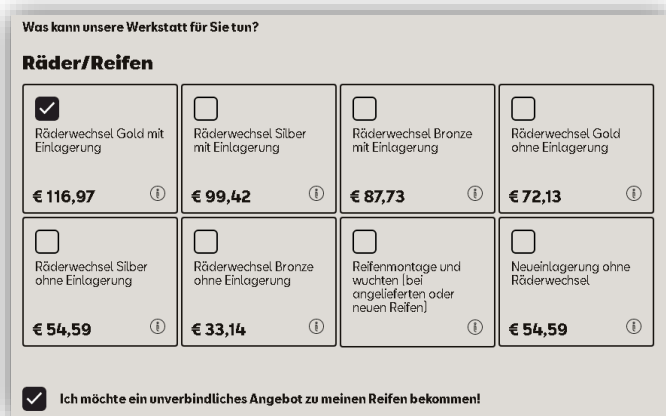 Was kann unsere Werkstatt für Sie tun?
Räder/Reifen
Räderwechsel Gold mit
Einlagerung
€ 116,97
Räderwechsel Silber
mit Einlagerung
€ 99,42
Räderwechsel Bronze
mit Einlagerung
€ 87,73
Räderwechsel Gold
ohne Einlagerung
€ 72,13
Räderwechsel Silber
ohne Einlagerung
€ 54,59
Räderwechsel Bronze
ohne Einlagerung
€ 33,14
Reifenmontage und
wuchten (bei
angelieferten oder
neuen Reifen)
Neueinlagerung ohne
Räderwechsel
€ 54,59
Ich möchte ein unverbindliches Angebot zu meinen Reifen bekommen!